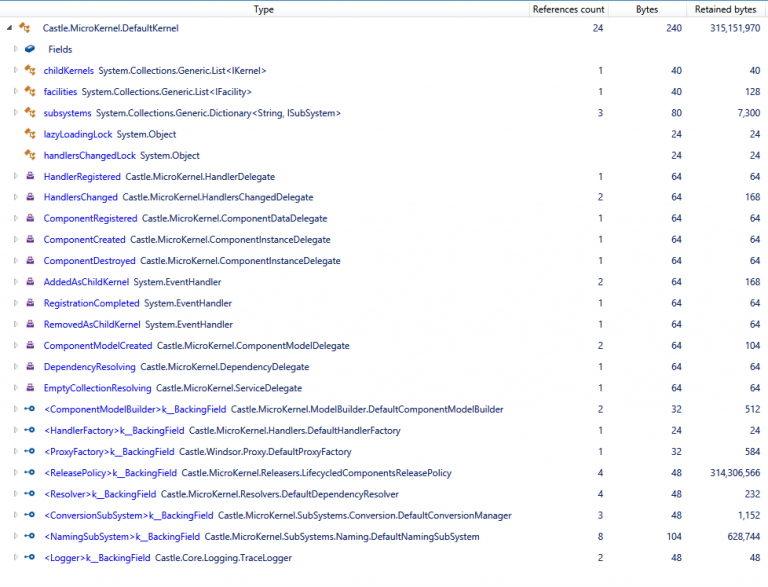 Type References count Bytes Retained bytes
Castle.MicroKernel.DefaultKernel 24 240 315,151,970
Fields
childKernels System.Collections.Generic.List<IKernel> 1 40 40
facilities System.Collections.Generic.List<IFacility> 1 40 128
subsystems System.Collections.Generic.Dictionary<String, ISubSystem> 3 80 7,300
lazyLoadingLock System.Object 24 24
handlersChangedLock System.Object 24 24
HandlerRegistered Castle.MicroKernel.HandlerDelegate 1 64 64
HandlersChanged Castle.MicroKernel.HandlersChangedDelegate 2 64 168
ComponentRegistered Castle.MicroKernel.ComponentDataDelegate 1 64 64
ComponentCreated Castle.MicroKernel.ComponentInstanceDelegate 1 64 64
ComponentDestroyed Castle.MicroKernel.ComponentInstanceDelegate 1 64 64
AddedAsChildKernel System.EventHandler 2 64 168
RegistrationCompleted System.EventHandler 1 64 64
RemovedAsChildKernel System.EventHandler 1 64 64
ComponentModelCreated Castle.MicroKernel.ComponentModelDelegate 2 64 104
DependencyResolving Castle.MicroKernel.DependencyDelegate 1 64 64
EmptyCollectionResolving Castle.MicroKernel.ServiceDelegate 1 64 64
<ComponentModelBuilder>k__BackingField Castle.MicroKernel.ModelBuilder.DefaultComponentModelBuilder 2 32 512
<HandlerFactory>k__BackingField Castle.MicroKernel.Handlers.DefaultHandlerFactory 1 24 24
<ProxyFactory>k__BackingField Castle.Windsor.Proxy.DefaultProxyFactory 1 32 584
<ReleasePolicy>k__BackingField Castle.MicroKernel.Releasers.LifecycledComponentsReleasePolicy 4 48 314,306,566
<Resolver>k__BackingField Castle.MicroKernel.Resolvers.DefaultDependencyResolver 4 48 232
<ConversionSubSystem>k__BackingField Castle.MicroKernel.SubSystems.Conversion.DefaultConversionManager 3 48 1,152
<NamingSubSystem>k__BackingField Castle.MicroKernel.SubSystems.Naming.DefaultNamingSubSystem 8 104 628,744
<Logger>k__BackingField Castle.Core.Logging.TraceLogger 2 48 48